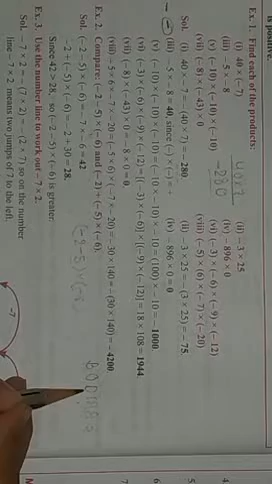 is positive.
Ex. 1. Find each of the products:
(i) 40 × (-7) (ii) -3 × 25
(iii) -5 × -8 (iv) -896 × 0
(v) (-10) × (-10) × (-10) (vi) (-3) × (-6) × (-9) × (-12)
(vii) (-8) × (-43) × 0 (viii) (-5) × (6) × (-7) × (-20)
40×7
-280
Sol. (i) 40 × -7 = -(40 × 7) = -280 (ii) -3 × 25 = -(3 × 25) = -75
(iii) -5 × -8 = 40, since (-) × (-) = + (iv) -896 × 0 = 0
(v) (-10) × (-10) × (-10) = (-10 × -10) × -10 = (100) × -10 = -1000.
(vi) (-3) × (-6) × (-9) × (-12) = [(-3) × (-6)] × [(-9) × (-12)] = 18 × 108 = 1944.
(vii) (-8) × (-43) × 0 = -8 × 0 = 0.
(viii) -5 × 6 × -7 × -20 = (-5 × 6) × (-7 × -20) = -30 × 140 = -(30 × 140) = -4200
Ex. 2. Compare: (-2 - 5) × (-6) and (-2) + (-5) × (-6).
Sol. (-2 - 5) × (-6) = -7 × -6 = 42
-2 + (-5) × (-6) = -2 + 30 = 28.
Since 42 > 28, so (-2 - 5) × (-6) is greater.
Ex. 3. Use the number line to work out -7 × 2.
Sol. -7 × 2 = -(7 × 2) = -(2 × 7) so on the number
line -7 × 2, means two jumps of 7 to the left.
-7
4.
5.
6
7